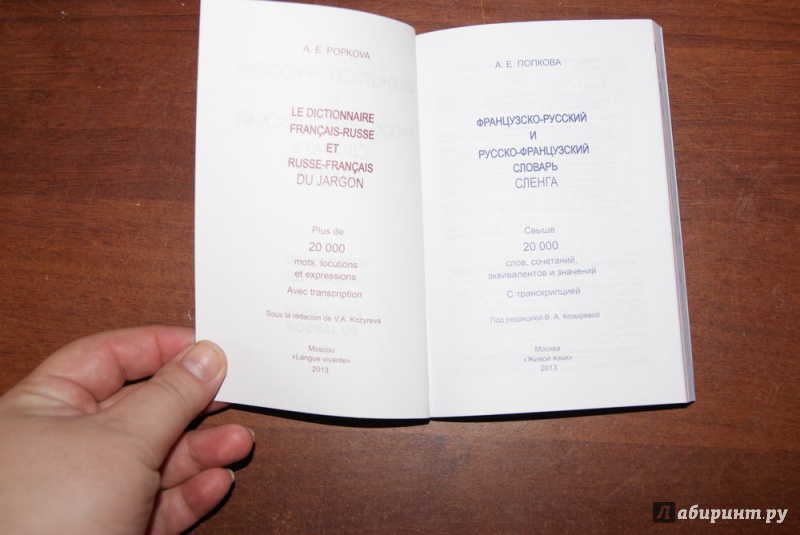 A. E. POPKOVA
LE DICTIONNAIRE
FRANÇAIS-RUSSE
ET
RUSSE-FRANÇAIS
DU JARGON
Plus de
20 000
mots, locutions
et expressions
Avec transcription
Sous la rédacion de V.A. Kozyreva
Moscou
«Langue vivante»
2013
А. Е. ПОПКОВА
ФРАНЦУЗСКО-РУССКИЙ
И
РУССКО-ФРАНЦУЗСКИЙ
СЛОВАРЬ
СЛЕНГА
Свыше
20 000
слов, сочетаний,
эквивалентов и значений
С транскрипцией
Под редакцией В. А. Козыревой
Москва
«Живой язык»
2013
Лабиринт.ру